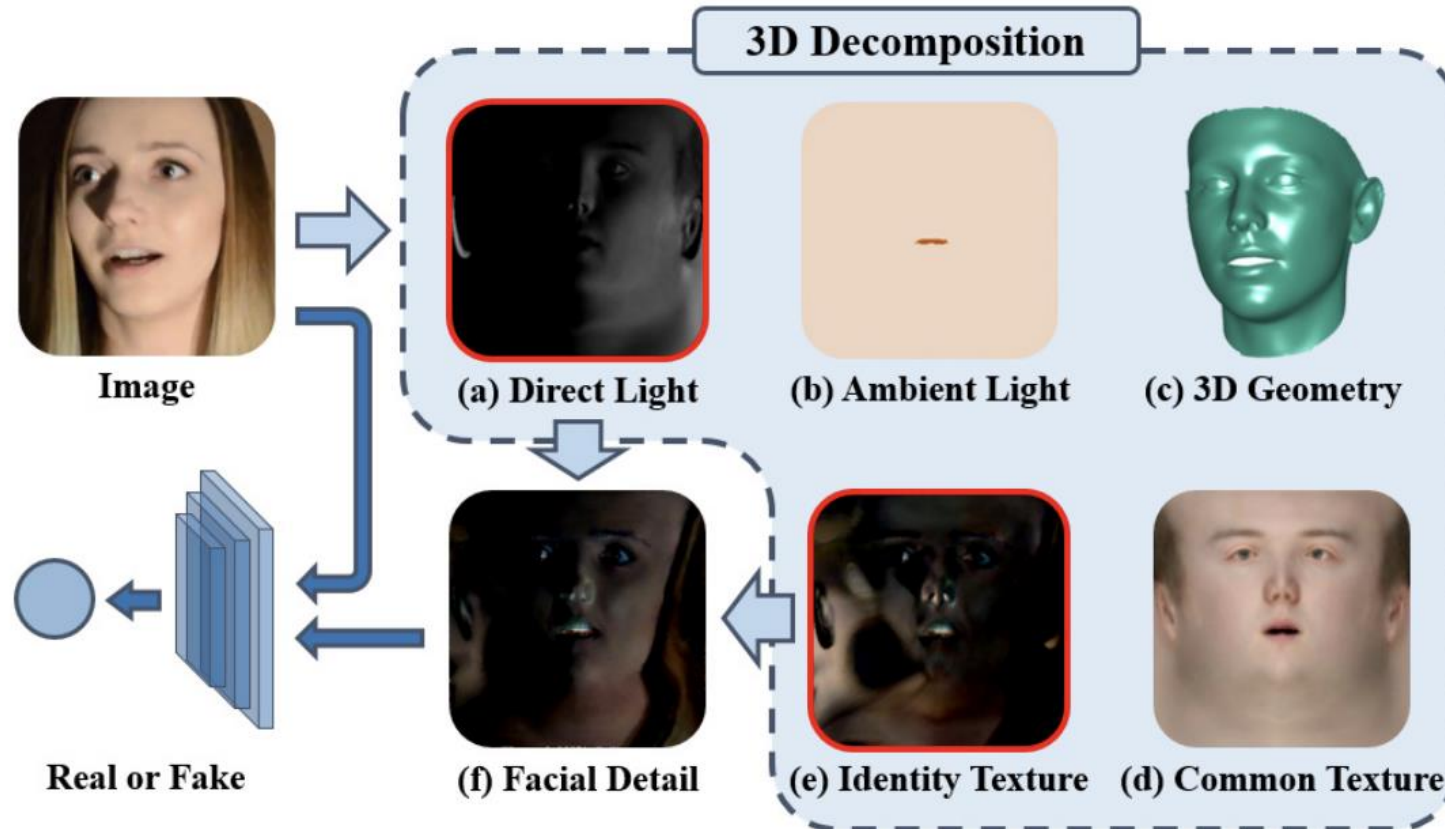 3D Decomposition
Image
(a) Direct Light
(b) Ambient Light
(c) 3D Geometry
Real or Fake
(f) Facial Detail
(e) Identity Texture
(d) Common Texture